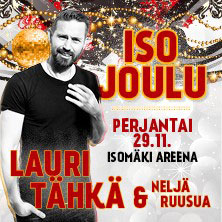 ISO
JOULU
PERJANTAI
29.11.
ISOMÄKI AREENA
LAURI
TÄHKÄ & NELJÄ
RUUSUA